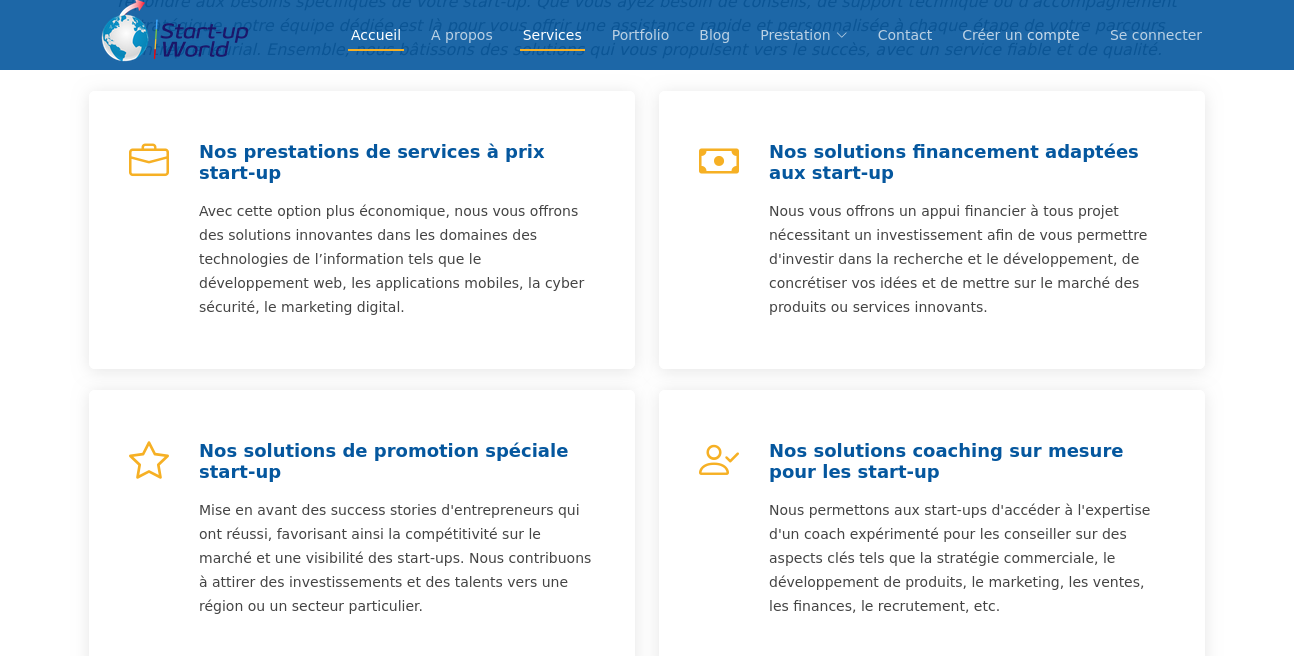 répondre aux besoins spécifiques de votre start-up. Que vous ayez besoin de conseils, de support technique ou d'accompagnement
notre équipe dédiée est là pour vous offrir une assistance rapide et personnalisée à chaque étape de votre parcours
Ensemble, nous bâtissons des solutions qui vous propulsent vers le succès, avec un service fiable et de qualité.
Start-up
World
Accueil A propos Services Portfolio Blog Prestation Contact Créer un compte Se connecter
Nos prestations de services à prix
start-up
Avec cette option plus économique, nous vous offrons
des solutions innovantes dans les domaines des
technologies de l’information tels que le
développement web, les applications mobiles, la cyber
sécurité, le marketing digital.
Nos solutions financement adaptées
aux start-up
Nous vous offrons un appui financier à tous projet
nécessitant un investissement afin de vous permettre
d'investir dans la recherche et le développement, de
concrétiser vos idées et de mettre sur le marché des
produits ou services innovants.
Nos solutions de promotion spéciale
start-up
Mise en avant des success stories d'entrepreneurs qui
ont réussi, favorisant ainsi la compétitivité sur le
marché et une visibilité des start-ups. Nous contribuons
à attirer des investissements et des talents vers une
région ou un secteur particulier.
Nos solutions coaching sur mesure
pour les start-up
Nous permettons aux start-ups d'accéder à l'expertise
d'un coach expérimenté pour les conseiller sur des
aspects clés tels que la stratégie commerciale, le
développement de produits, le marketing, les ventes,
les finances, le recrutement, etc.